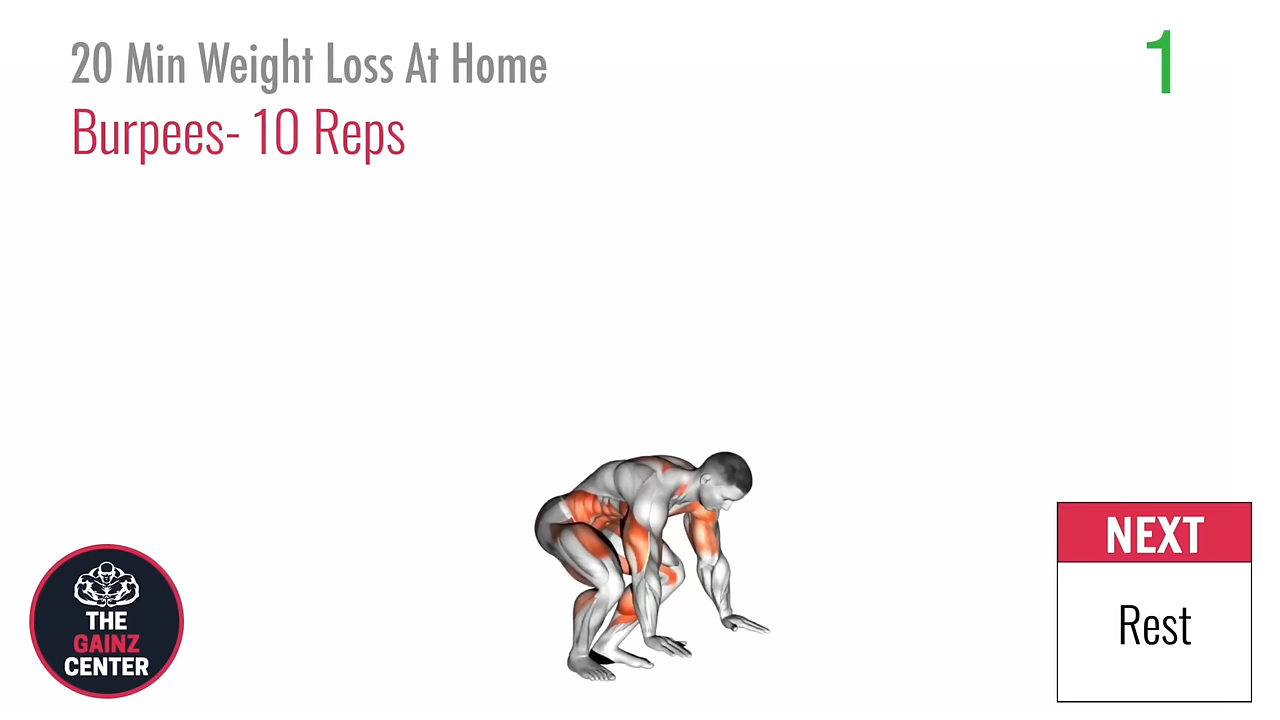 20 Min Weight Loss At Home
Burpees- 10 Reps
1
NEXT
Rest
THE
GAINZ
CENTER